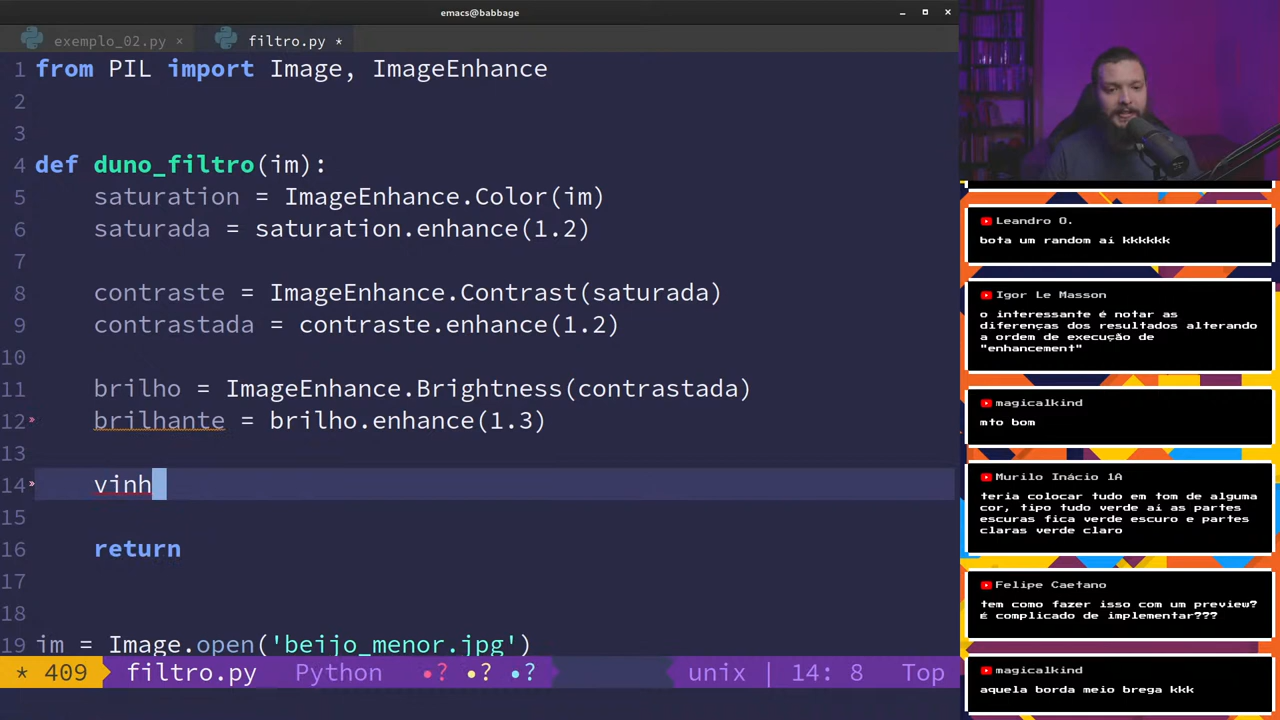 emacs@babbage
exemplo_02.py ×
filtro.py *
1 from PIL import Image, ImageEnhance
2
3
4 def duno_filtro(im):
5 saturation = ImageEnhance.Color(im)
6 saturada = saturation.enhance(1.2)
7
8 contraste = ImageEnhance.Contrast(saturada)
9 contrastada = contraste.enhance(1.2)
10
11 brilho = ImageEnhance.Brightness(contrastada)
12 brilhante = brilho.enhance(1.3)
13
14 vinh
15
16 return
17
18
19 im = Image.open('beijo_menor.jpg')
* 409 filtro.py Python •? •? •? unix | 14: 8 Top
Leandro O.
bota um random aí kkkkkk
Igor Le Masson
o interessante é notar as
diferenças dos resultados alterando
a ordem de execução de
"enhancement"
magicalkind
mto bom
Murilo Inácio 1A
teria colocar tudo em tom de alguma
cor, tipo tudo verde aí as partes
escuras fica verde escuro e partes
claras verde claro
Felipe Caetano
tem como fazer isso com um preview?
É complicado de implementar???
magicalkind
aquela borda meio brega kkk